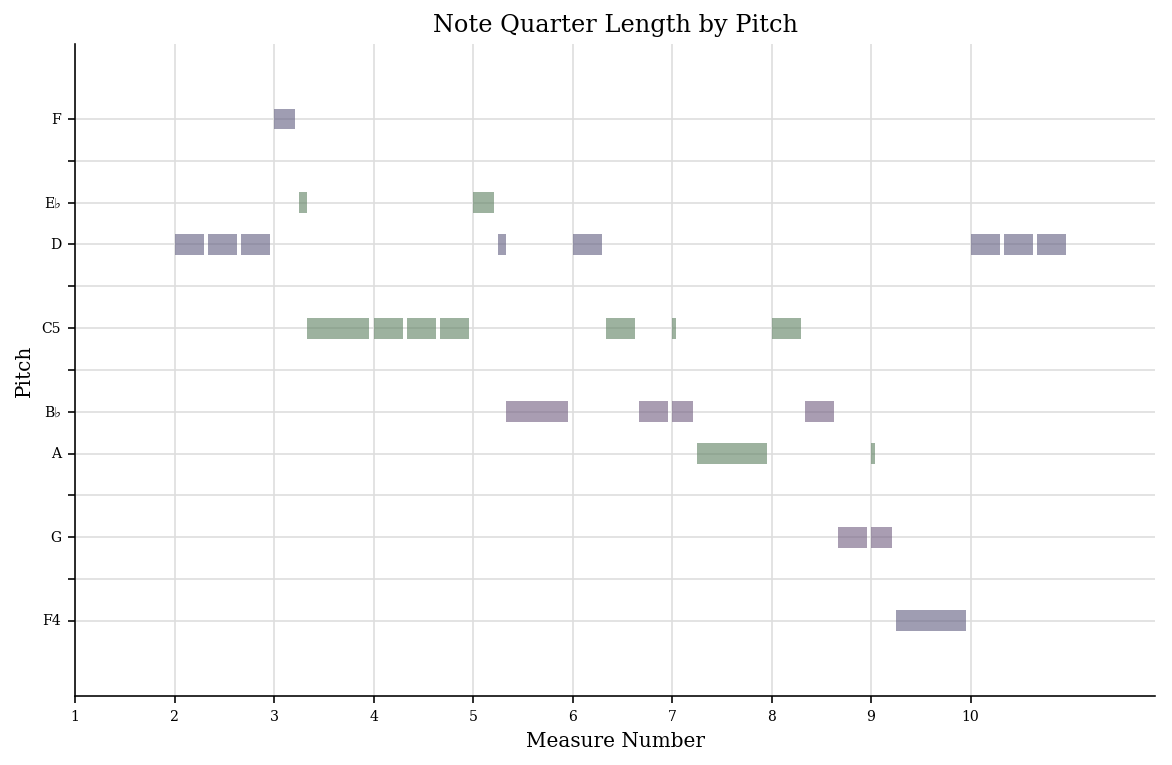 Note Quarter Length by Pitch
F
E♭
D
C5
B♭
A
G
F4
Pitch
1 2 3 4 5 6 7 8 9 10
Measure Number